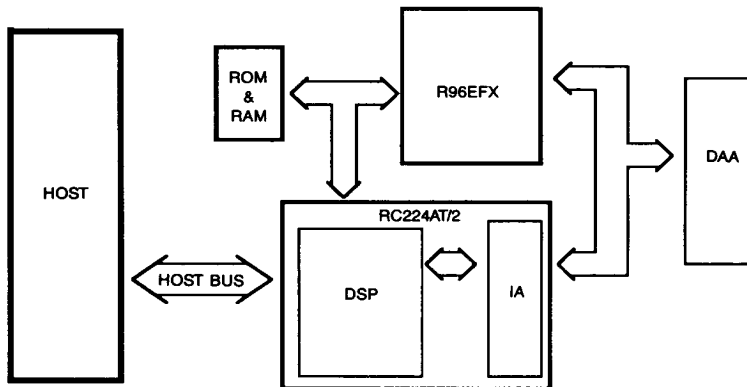 ROM
&
RAM
R96EFX
DAA
HOST
RC224AT/2
HOST BUS
DSP
IA